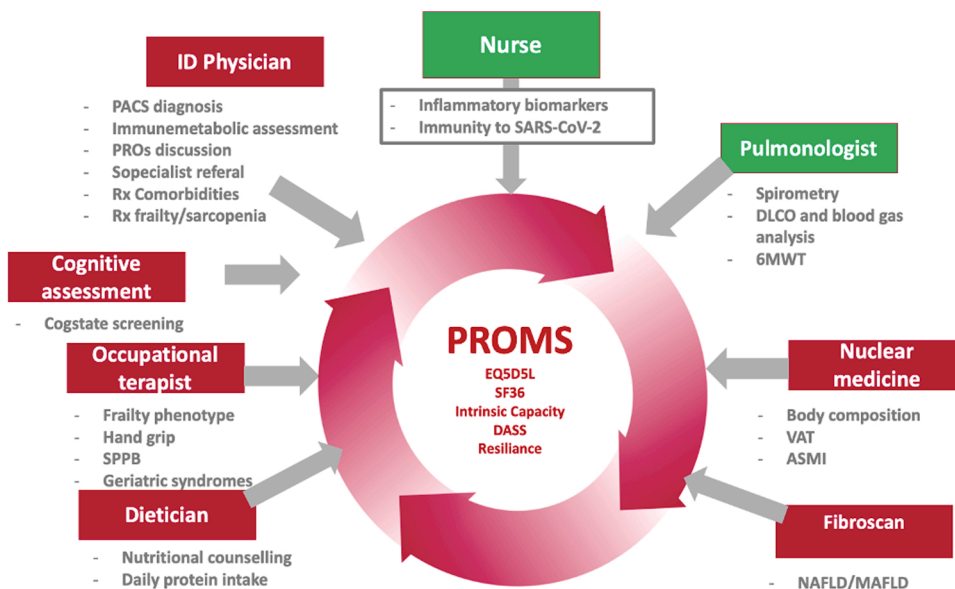 Nurse
- Inflammatory biomarkers
- Immunity to SARS-CoV-2
ID Physician
- PACS diagnosis
- Immunemetabolic assessment
- PROs discussion
- Sopecialist referal
- Rx Comorbidities
- Rx frailty/sarcopenia
Pulmonologist
- Spirometry
- DLCO and blood gas
analysis
- 6MWT
Cognitive
assessment
- Cogstate screening
Occupational
terapist
- Frailty phenotype
- Hand grip
- SPPB
- Geriatric syndromes
PROMS
EQ5D5L
SF36
Intrinsic Capacity
DASS
Resiliance
Nuclear
medicine
- Body composition
- VAT
- ASMI
Dietician
- Nutritional counselling
- Daily protein intake
Fibroscan
- NAFLD/MAFLD